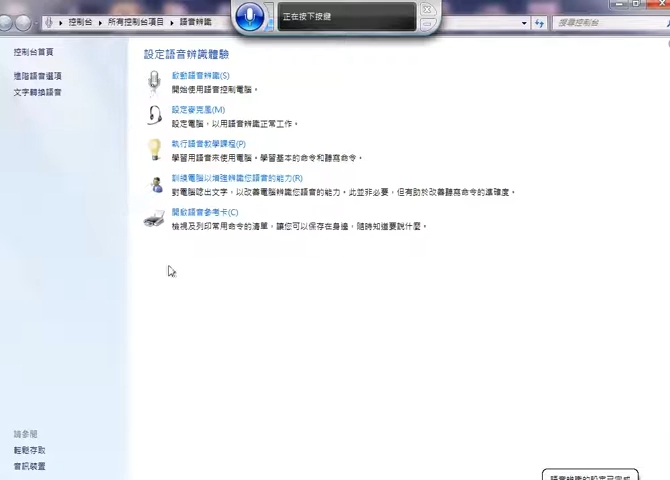 控制台 ▸ 所有控制台項目 ▸ 語音辨識
正在按下按鍵
搜尋控制台
控制台首頁
進階語音選項
文字轉換語音
設定語音辨識體驗
啟動語音辨識(S)
開始使用語音控制電腦。
設定麥克風(M)
設定電腦，以用語音辨識正常工作。
執行語音教學課程(P)
學習用語音來使用電腦。學習基本的命令和聽寫命令。
訓練電腦以增強辨識您語音的能力(R)
對電腦唸出文字，以改善電腦辨識您語音的能力。此並非必要，但有助於改善聽寫命令的準確度。
開啟語音參考卡(C)
檢視及列印常用命令的清單，讓您可以保存在身邊，隨時知道要說什麼。
請參閱
輕鬆存取
音訊裝置
語音辨識的設定已完成